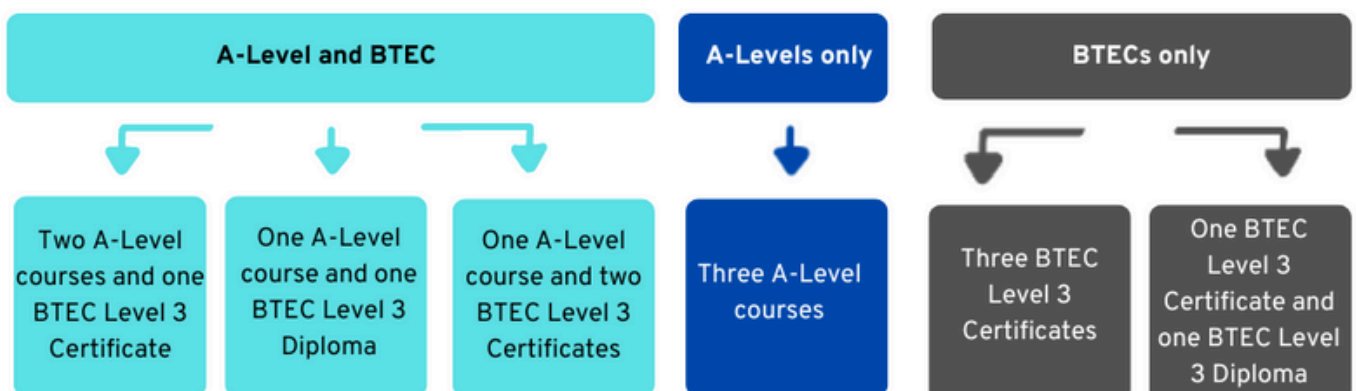 A-Level and BTEC
A-Levels only
BTECs only
Two A-Level
courses and one
BTEC Level 3
Certificate
One A-Level
course and one
BTEC Level 3
Diploma
One A-Level
course and two
BTEC Level 3
Certificates
Three A-Level
courses
Three BTEC
Level 3
Certificates
One BTEC
Level 3
Certificate and
one BTEC Level
3 Diploma